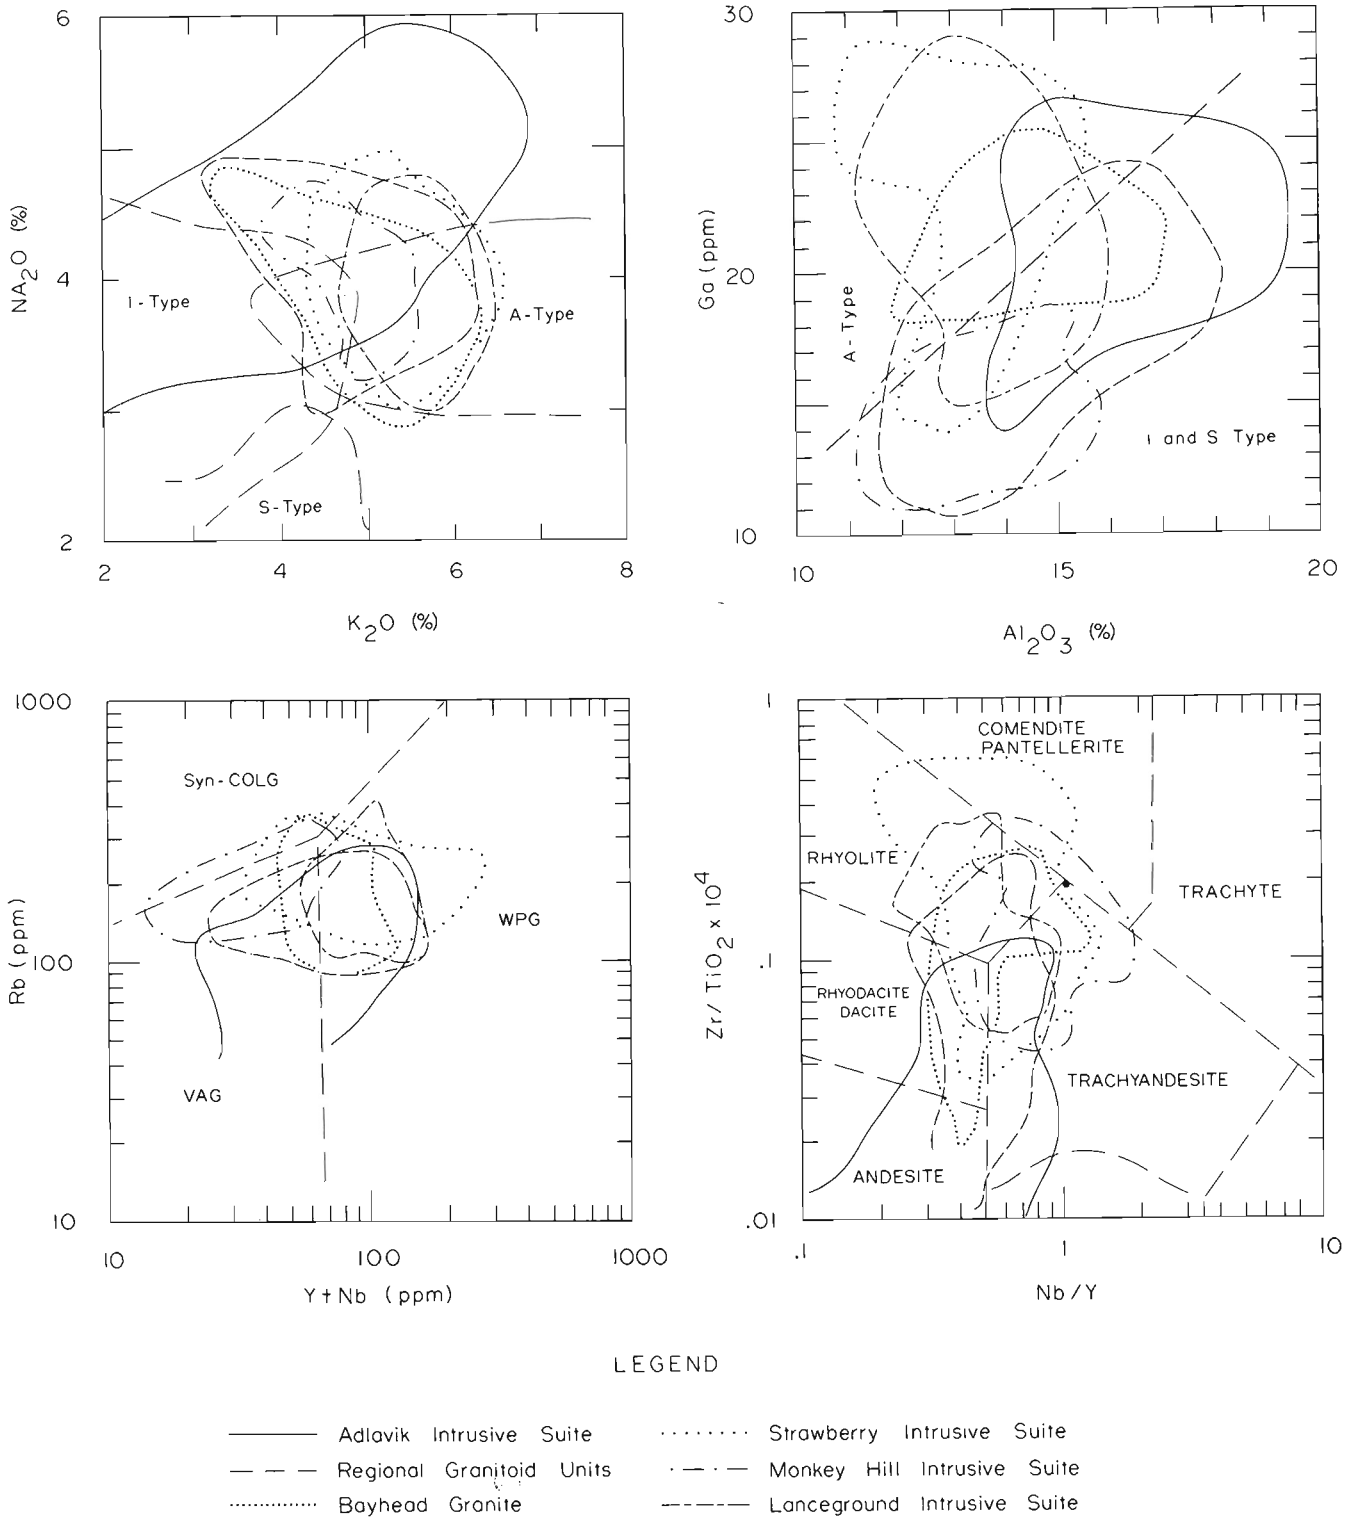 6
4
2
NA2O (%)
I-Type
A-Type
S-Type
2 4 6 8
K2O (%)
30
20
10
Ga (ppm)
A-Type
I and S Type
10 15 20
Al2O3 (%)
1000
100
10
Rb (ppm)
Syn-COLG
WPG
VAG
10 100 1000
Y+Nb (ppm)
1
.1
.01
Zr/TiO2 x 10^4
COMENDITE
PANTELLERITE
RHYOLITE
TRACHYTE
RHYODACITE
DACITE
TRACHYANDESITE
ANDESITE
.1 1 10
Nb/Y
LEGEND
Adlavik Intrusive Suite
Regional Granitoid Units
Bayhead Granite
Strawberry Intrusive Suite
Monkey Hill Intrusive Suite
Lanceground Intrusive Suite